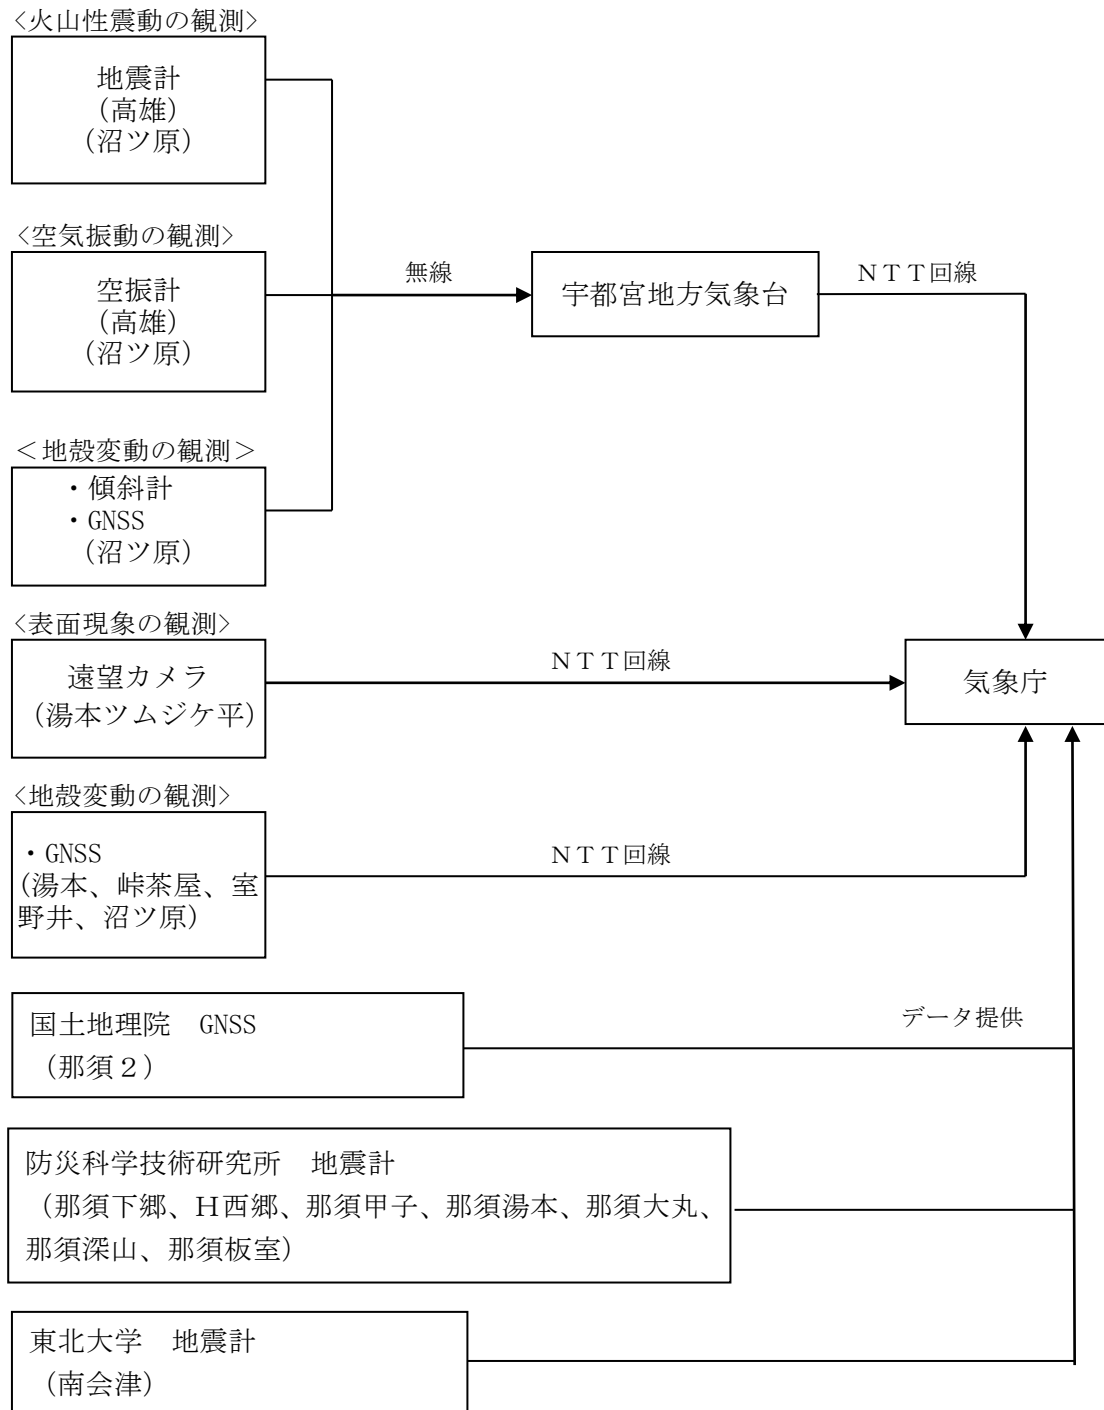 <火山性震動の観測>
地震計
(高雄)
(沼ツ原)
<空気振動の観測>
空振計
(高雄)
(沼ツ原)
無線
宇都宮地方気象台
ＮＴＴ回線
＜地殻変動の観測＞
・傾斜計
・GNSS
(沼ツ原)
<表面現象の観測>
遠望カメラ
(湯本ツムジケ平)
ＮＴＴ回線
気象庁
<地殻変動の観測>
・GNSS
(湯本、峠茶屋、室
野井、沼ツ原)
ＮＴＴ回線
国土地理院　GNSS
（那須２）
データ提供
防災科学技術研究所　地震計
（那須下郷、Ｈ西郷、那須甲子、那須湯本、那須大丸、
那須深山、那須板室）
東北大学　地震計
（南会津）